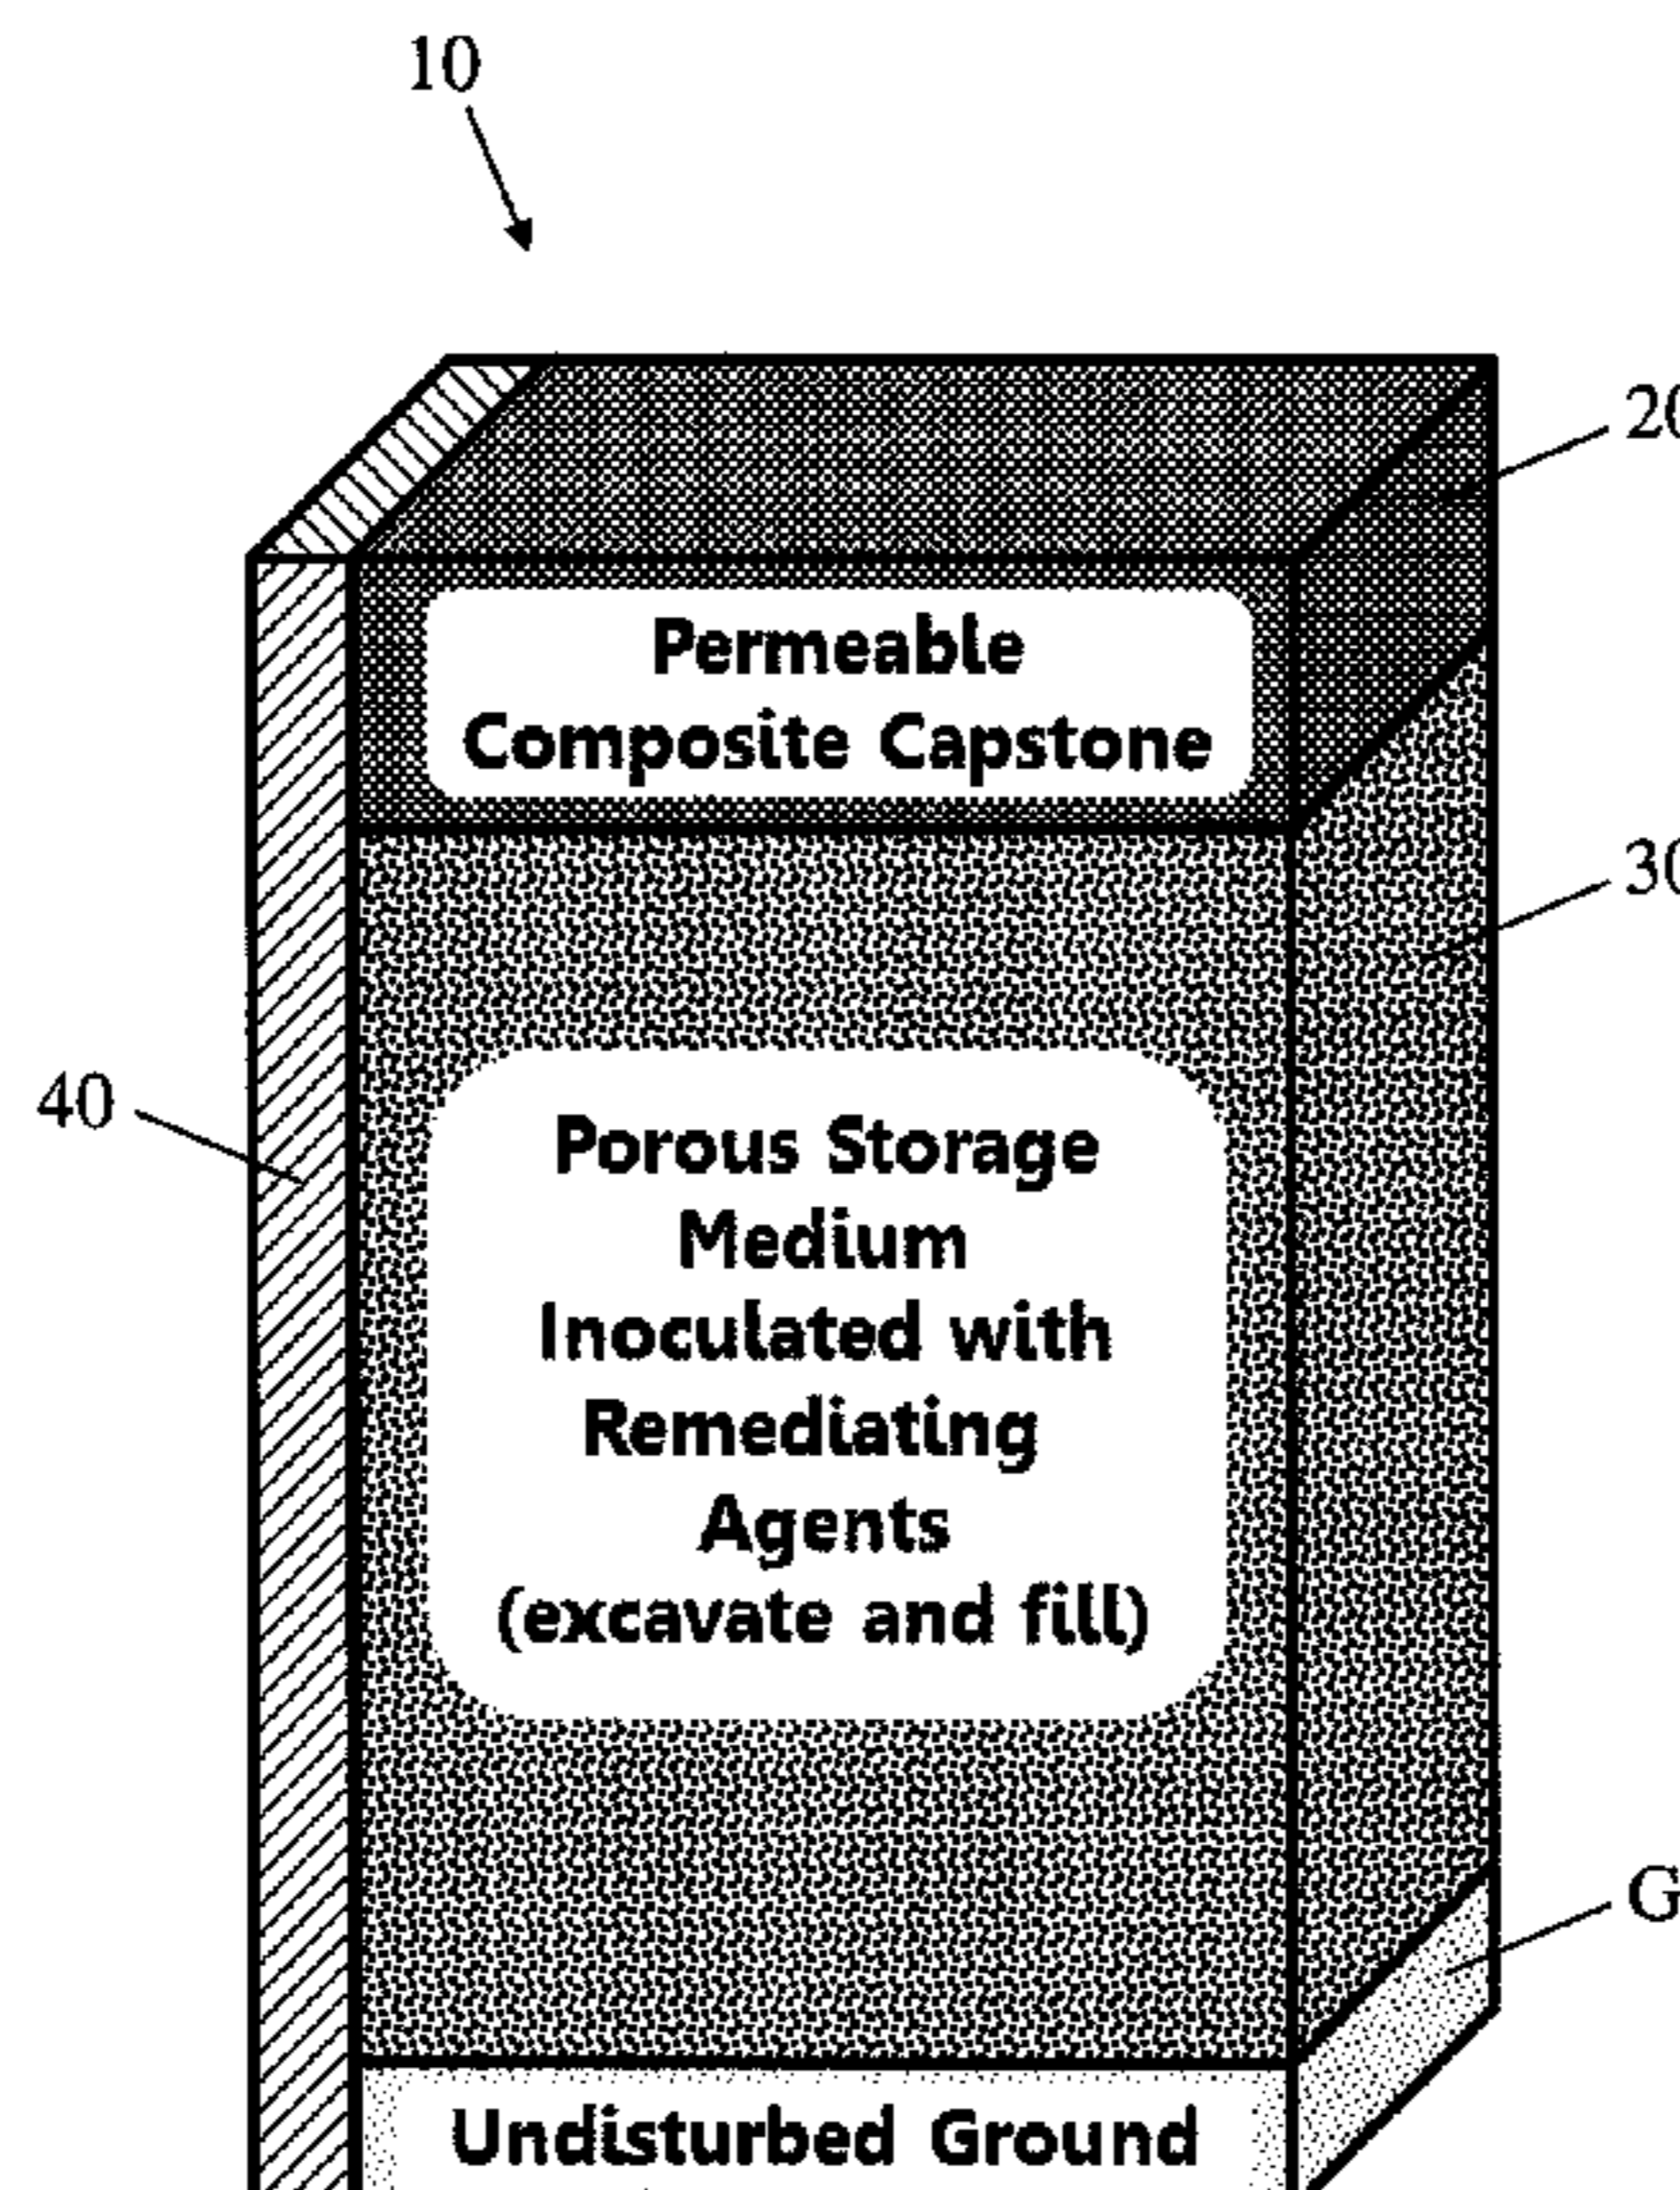 10
20
Permeable
Composite Capstone
30
40
Porous Storage
Medium
Inoculated with
Remediating
Agents
(excavate and fill)
G
Undisturbed Ground